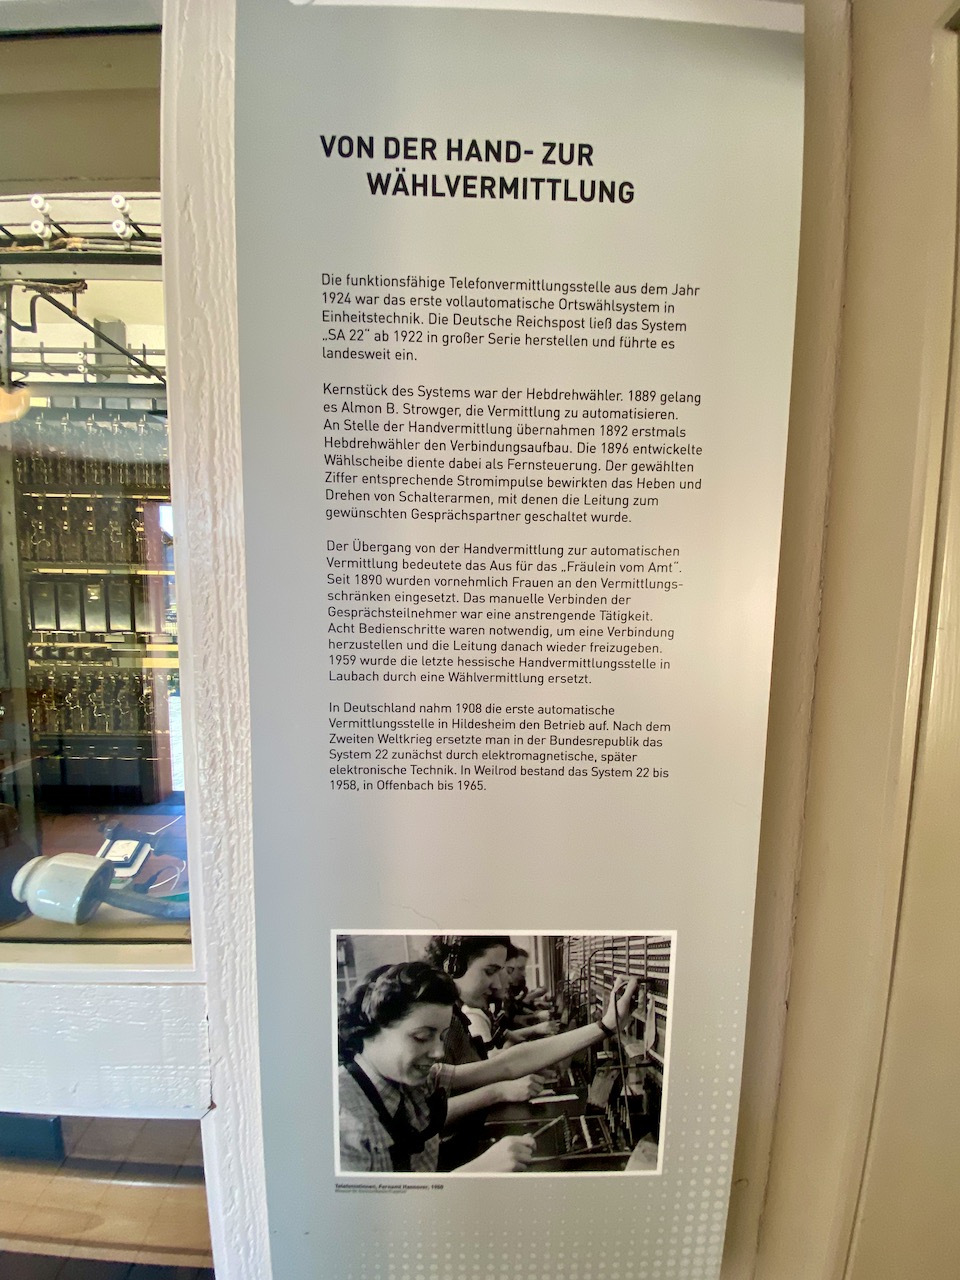 VON DER HAND- ZUR
WÄHLVERMITTLUNG
Die funktionsfähige Telefonvermittlungsstelle aus dem Jahr
1924 war das erste vollautomatische Ortswählsystem in
Einheitstechnik. Die Deutsche Reichspost ließ das System
„SA 22“ ab 1922 in großer Serie herstellen und führte es
landesweit ein.
Kernstück des Systems war der Hebdrehwähler. 1889 gelang
es Almon B. Strowger, die Vermittlung zu automatisieren.
An Stelle der Handvermittlung übernahmen 1892 erstmals
Hebdrehwähler den Verbindungsaufbau. Die 1896 entwickelte
Wählscheibe diente dabei als Fernsteuerung. Der gewählten
Ziffer entsprechende Stromimpulse bewirkten das Heben und
Drehen von Schalterarmen, mit denen die Leitung zum
gewünschten Gesprächspartner geschaltet wurde.
Der Übergang von der Handvermittlung zur automatischen
Vermittlung bedeutete das Aus für das „Fräulein vom Amt“.
Seit 1890 wurden vornehmlich Frauen an den Vermittlungs-
schränken eingesetzt. Das manuelle Verbinden der
Gesprächsteilnehmer war eine anstrengende Tätigkeit.
Acht Bedienschritte waren notwendig, um eine Verbindung
herzustellen und die Leitung danach wieder freizugeben.
1959 wurde die letzte hessische Handvermittlungsstelle in
Laubach durch eine Wählvermittlung ersetzt.
In Deutschland nahm 1908 die erste automatische
Vermittlungsstelle in Hildesheim den Betrieb auf. Nach dem
Zweiten Weltkrieg ersetzte man in der Bundesrepublik das
System 22 zunächst durch elektromagnetische, später
elektronische Technik. In Weilrod bestand das System 22 bis
1958, in Offenbach bis 1965.
Telefonistinnen, Fernamt Hannover,